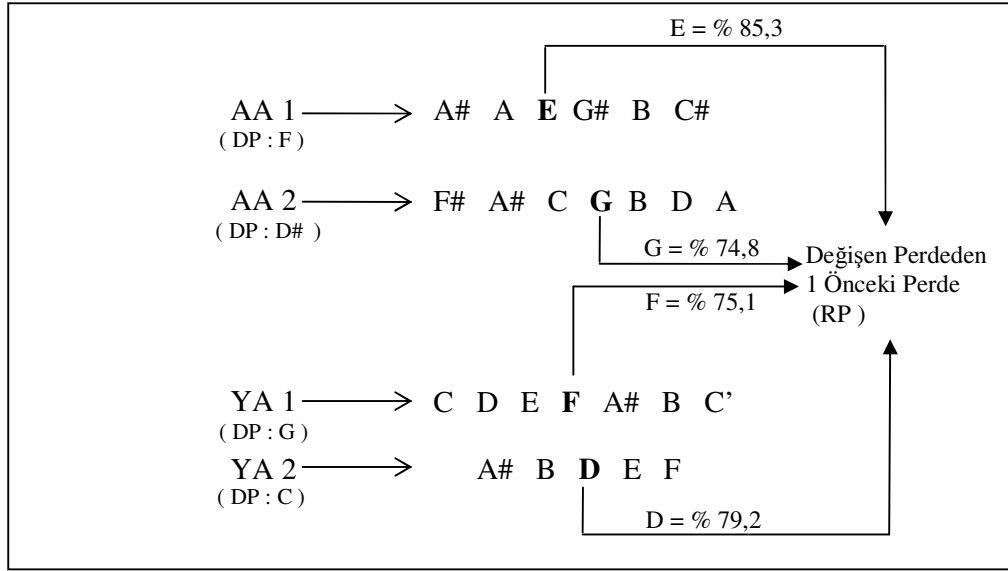 E = % 85,3
AA 1 A# A E G# B C#
( DP : F )
AA 2 F# A# C G B D A
( DP : D# )
G = % 74,8
Değişen Perdeden
1 Önceki Perde
(RP )
F = % 75,1
YA 1 C D E F A# B C’
( DP : G )
YA 2 A# B D E F
( DP : C )
D = % 79,2